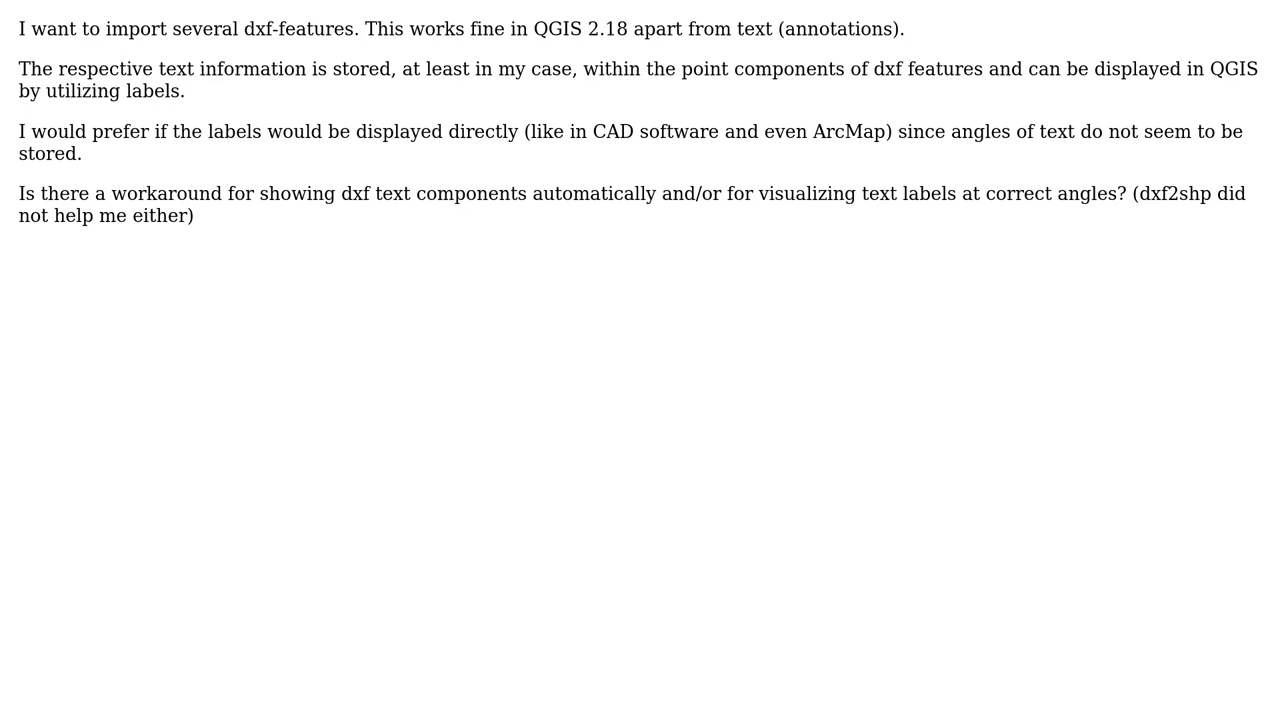 I want to import several dxf-features. This works fine in QGIS 2.18 apart from text (annotations).
The respective text information is stored, at least in my case, within the point components of dxf features and can be displayed in QGIS
by utilizing labels.
I would prefer if the labels would be displayed directly (like in CAD software and even ArcMap) since angles of text do not seem to be
stored.
Is there a workaround for showing dxf text components automatically and/or for visualizing text labels at correct angles? (dxf2shp did
not help me either)